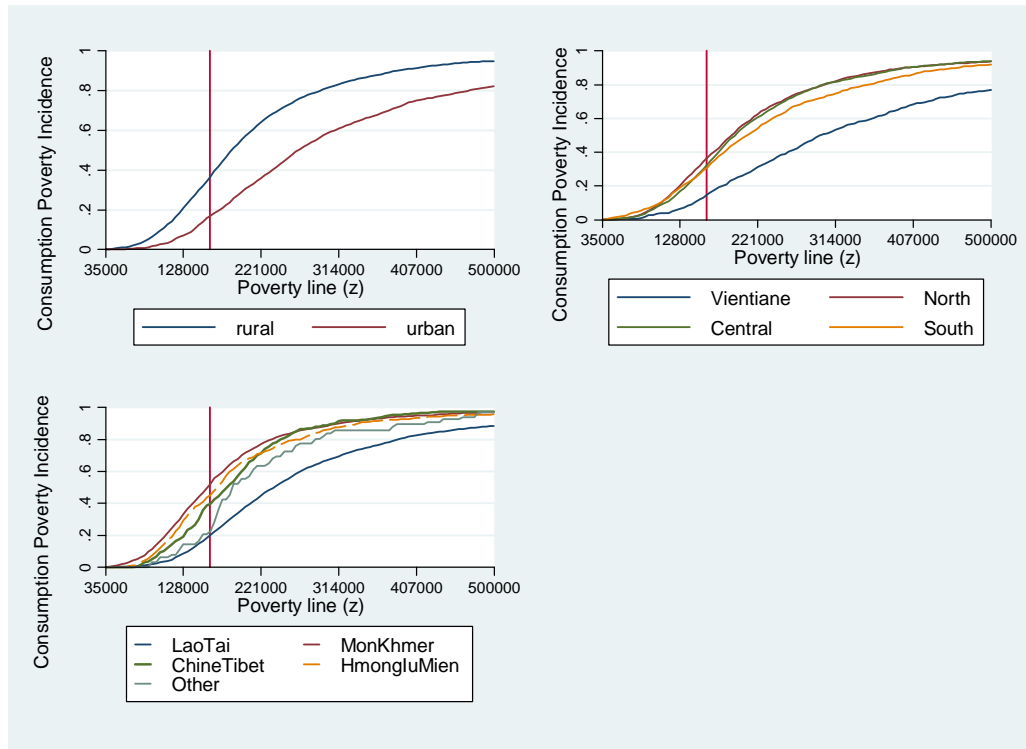 Consumption Poverty Incidence
1
.8
.6
.4
.2
0
35000 128000 221000 314000 407000 500000
Poverty line (z)
rural urban
Consumption Poverty Incidence
1
.8
.6
.4
.2
0
35000 128000 221000 314000 407000 500000
Poverty line (z)
Vientiane North
Central South
Consumption Poverty Incidence
1
.8
.6
.4
.2
0
35000 128000 221000 314000 407000 500000
Poverty line (z)
LaoTai MonKhmer
ChineTibet HmongIuMien
Other